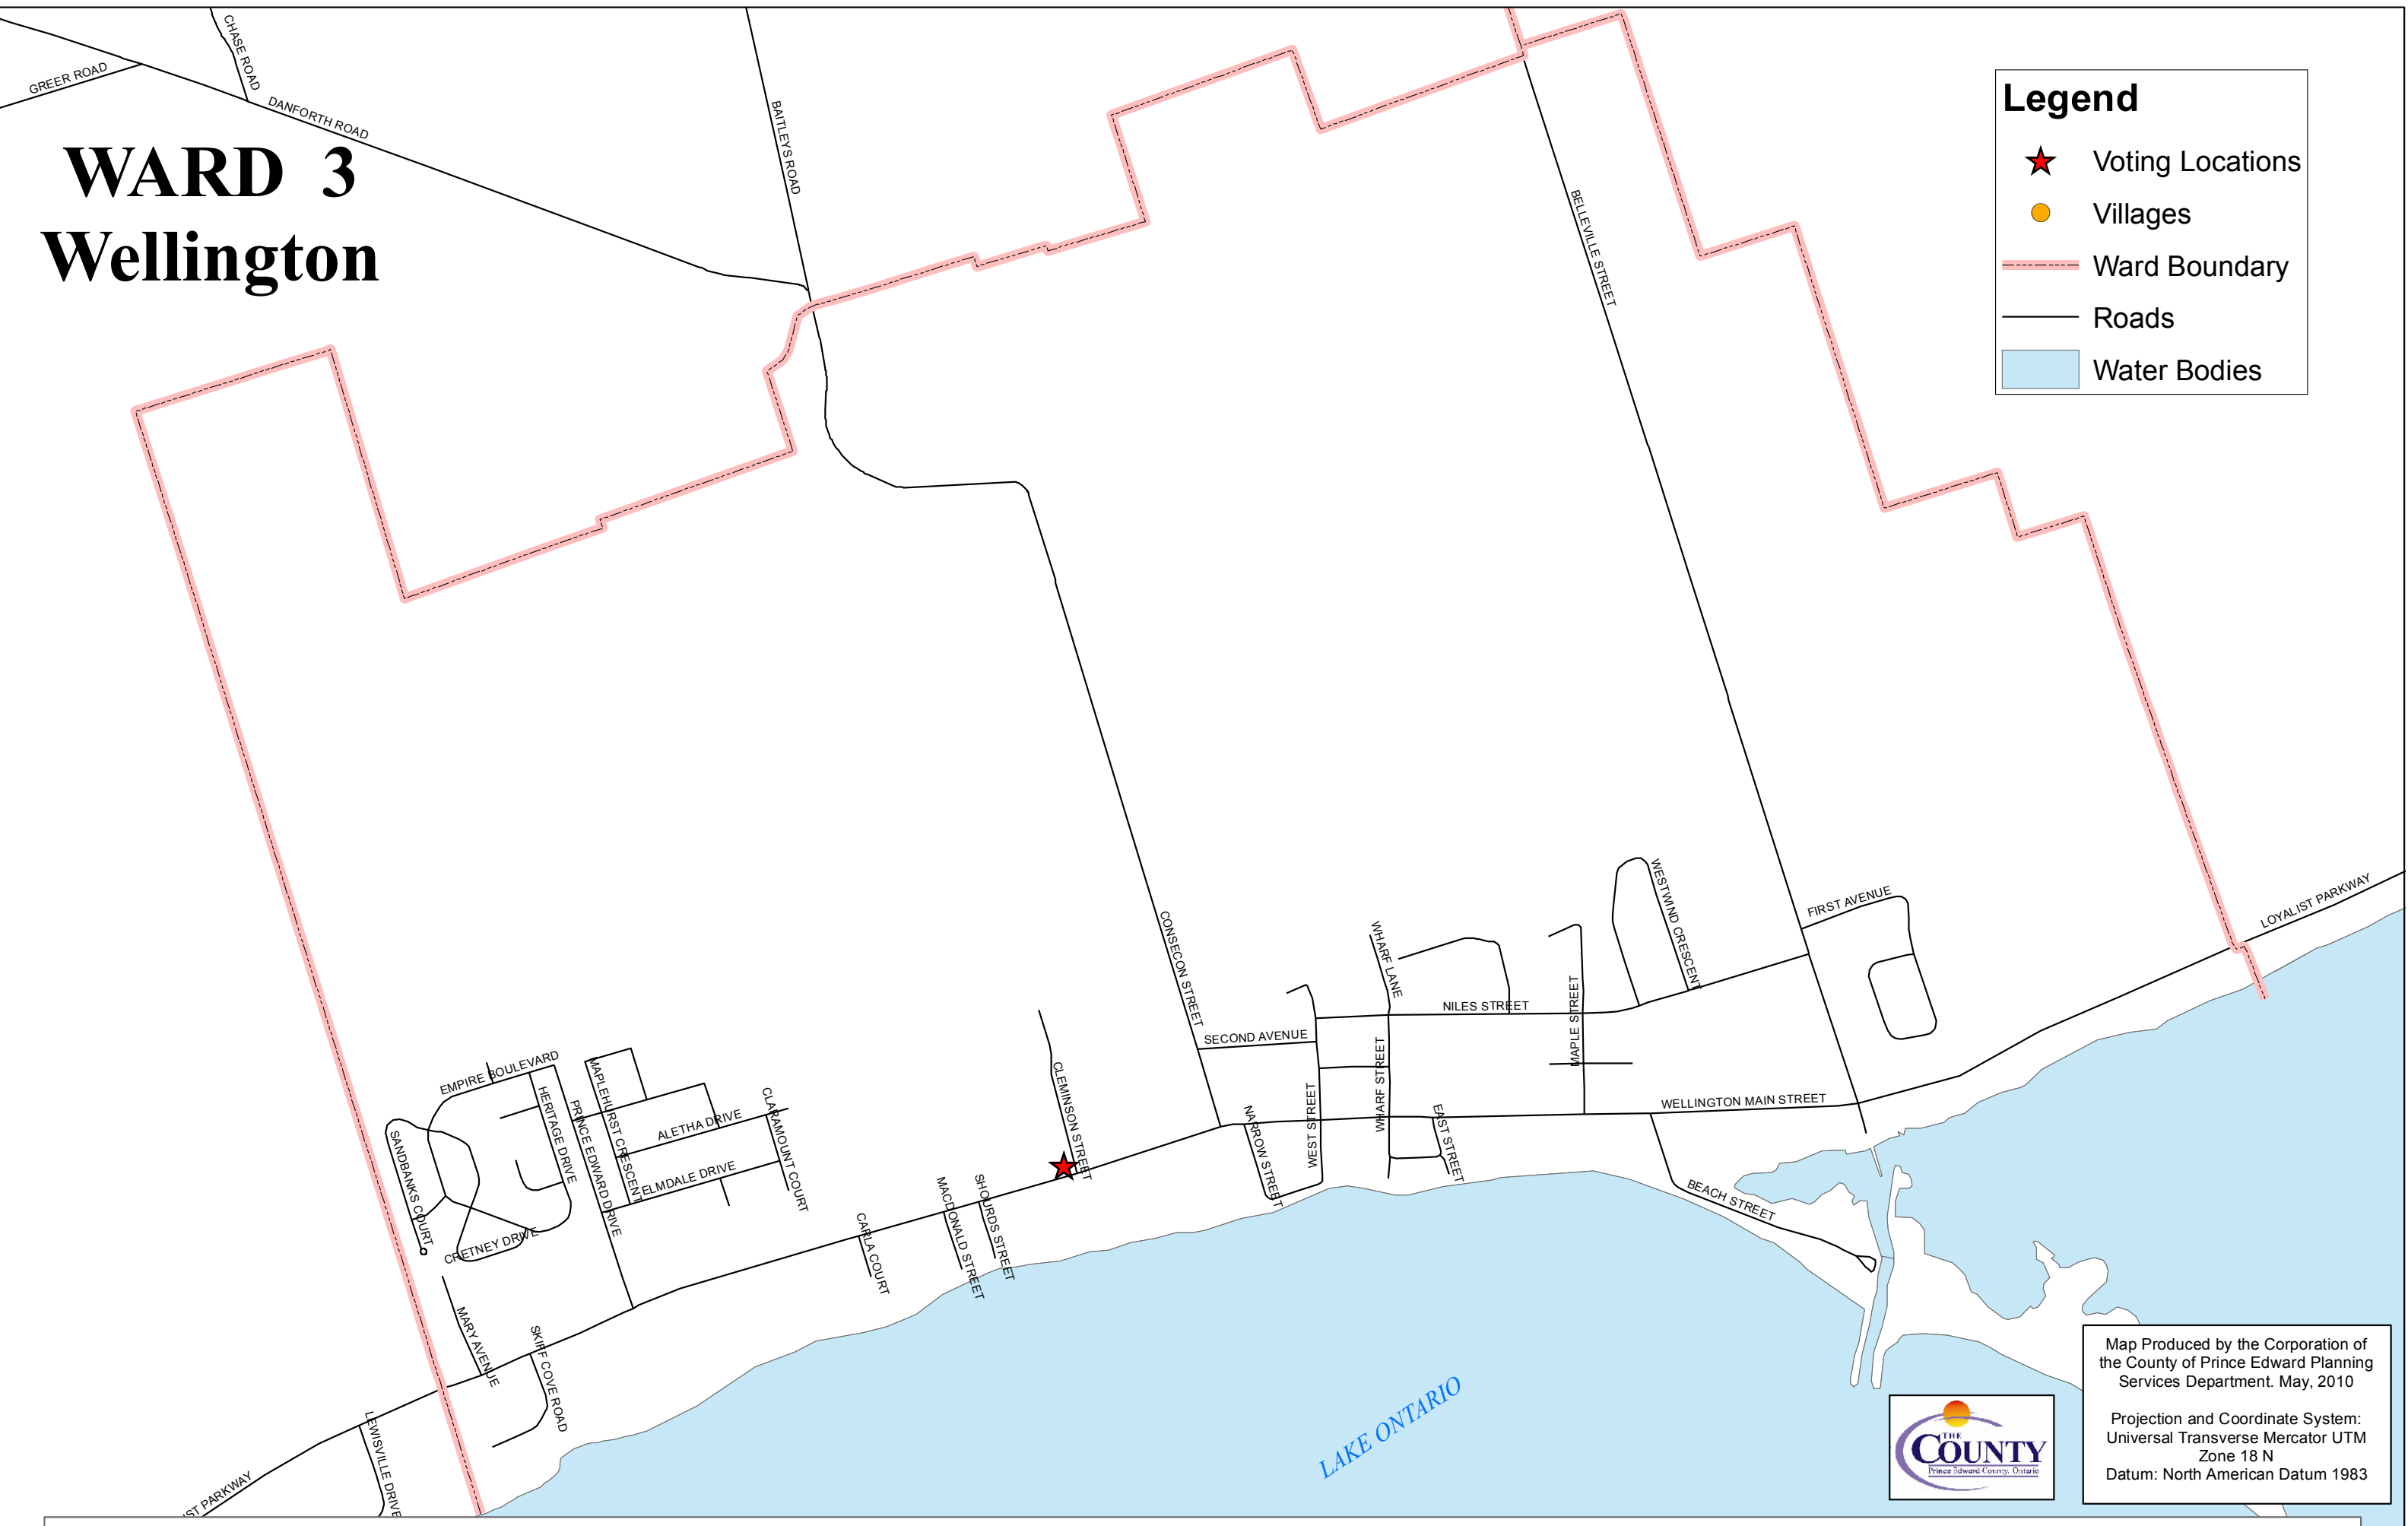 WARD 3
Wellington
CHASE ROAD
GREER ROAD
DANFORTH ROAD
BAITLEYS ROAD
BELLEVILLE STREET
Legend
Voting Locations
Villages
Ward Boundary
Roads
Water Bodies
CONSECON STREET
WESTWIND CRESCENT
FIRST AVENUE
LOYALIST PARKWAY
WHARF LANE
NILES STREET
MAPLE STREET
SECOND AVENUE
WHARF STREET
WEST STREET
NARROW STREET
EAST STREET
WELLINGTON MAIN STREET
BEACH STREET
CLEMINSON STREET
EMPIRE BOULEVARD
HERITAGE DRIVE
PRINCE EDWARD DRIVE
MAPLEHURST CRESCENT
ALETHA DRIVE
ELMDALE DRIVE
CLARAMOUNT COURT
SANDBANKS COURT
CRETNEY DRIVE
MARY AVENUE
SKIFF COVE ROAD
CARLA COURT
MACDONALD STREET
SHOURDS STREET
LEWISVILLE DRIVE
IST PARKWAY
LAKE ONTARIO
THE
COUNTY
Prince Edward County, Ontario
Map Produced by the Corporation of
the County of Prince Edward Planning
Services Department. May, 2010
Projection and Coordinate System:
Universal Transverse Mercator UTM
Zone 18 N
Datum: North American Datum 1983